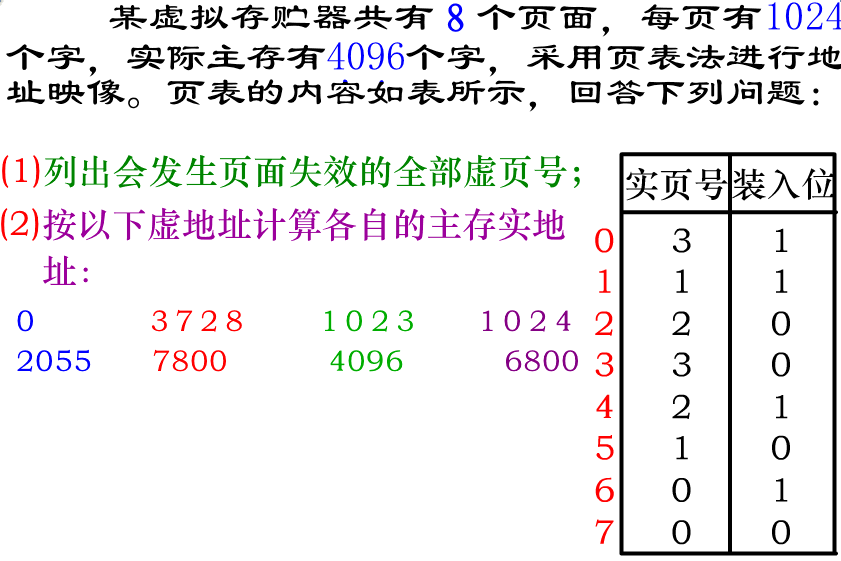 某虚拟存贮器共有 8 个页面，每页有1024
个字，实际主存有4096个字，采用页表法进行地
址映像。页表的内容如表所示，回答下列问题：
(1)列出会发生页面失效的全部虚页号；
(2)按以下虚地址计算各自的主存实地
址：
0 3728 1023 1024
2055 7800 4096 6800
实页号 装入位
0 3 1
1 1 1
2 2 0
3 3 0
4 2 1
5 1 0
6 0 1
7 0 0